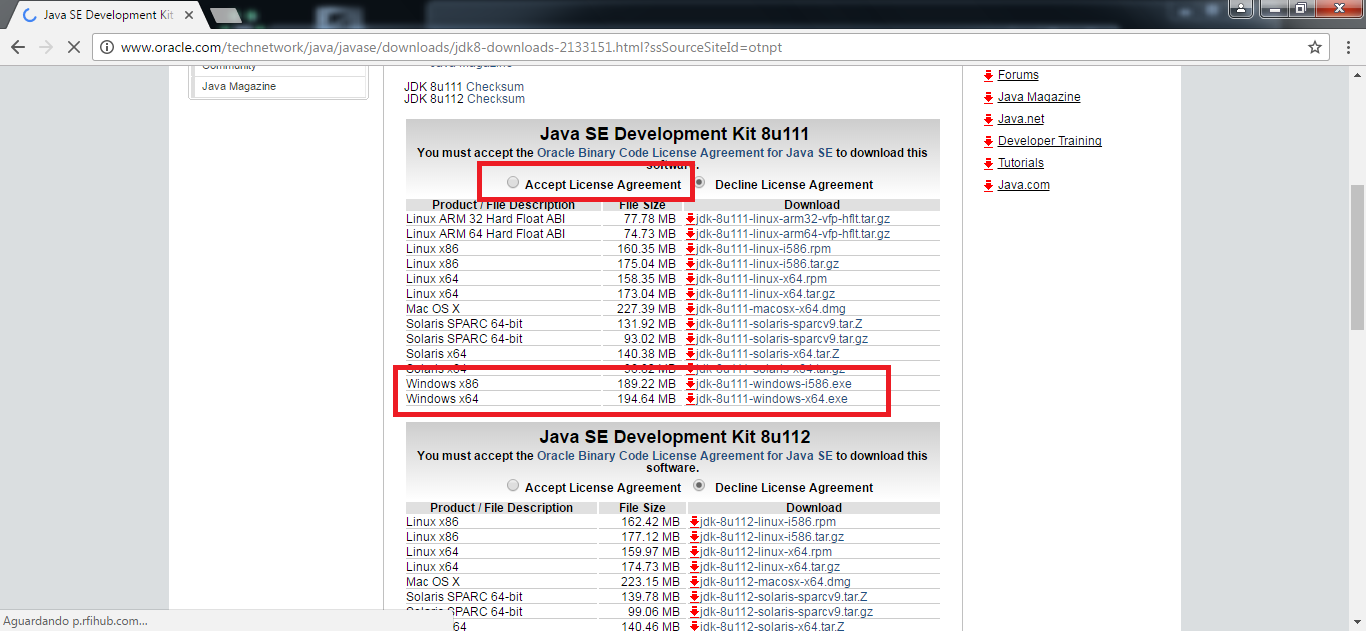 Java SE Development Kit
www.oracle.com/technetwork/java/javase/downloads/jdk8-downloads-2133151.html?ssSourceSiteId=otnpt
Community
Java Magazine
Java Magazine
JDK 8u111 Checksum
JDK 8u112 Checksum
Java SE Development Kit 8u111
You must accept the Oracle Binary Code License Agreement for Java SE to download this
software.
Accept License Agreement Decline License Agreement
Product / File Description File Size Download
Linux ARM 32 Hard Float ABI 77.78 MB jdk-8u111-linux-arm32-vfp-hflt.tar.gz
Linux ARM 64 Hard Float ABI 74.73 MB jdk-8u111-linux-arm64-vfp-hflt.tar.gz
Linux x86 160.35 MB jdk-8u111-linux-i586.rpm
Linux x86 175.04 MB jdk-8u111-linux-i586.tar.gz
Linux x64 158.35 MB jdk-8u111-linux-x64.rpm
Linux x64 173.04 MB jdk-8u111-linux-x64.tar.gz
Mac OS X 227.39 MB jdk-8u111-macosx-x64.dmg
Solaris SPARC 64-bit 131.92 MB jdk-8u111-solaris-sparcv9.tar.Z
Solaris SPARC 64-bit 93.02 MB jdk-8u111-solaris-sparcv9.tar.gz
Solaris x64 140.38 MB jdk-8u111-solaris-x64.tar.Z
Solaris x64 MB jdk-8u111-solaris-x64.tar.gz
Windows x86 189.22 MB jdk-8u111-windows-i586.exe
Windows x64 194.64 MB jdk-8u111-windows-x64.exe
Java SE Development Kit 8u112
You must accept the Oracle Binary Code License Agreement for Java SE to download this
software.
Accept License Agreement Decline License Agreement
Product / File Description File Size Download
Linux x86 162.42 MB jdk-8u112-linux-i586.rpm
Linux x86 177.12 MB jdk-8u112-linux-i586.tar.gz
Linux x64 159.97 MB jdk-8u112-linux-x64.rpm
Linux x64 174.73 MB jdk-8u112-linux-x64.tar.gz
Mac OS X 223.15 MB jdk-8u112-macosx-x64.dmg
Solaris SPARC 64-bit 139.78 MB jdk-8u112-solaris-sparcv9.tar.Z
SPARC 64-bit 99.06 MB jdk-8u112-solaris-sparcv9.tar.gz
64 140.46 MB jdk-8u112-solaris-x64.tar.Z
Forums
Java Magazine
Java.net
Developer Training
Tutorials
Java.com
Aguardando p.rfihub.com...